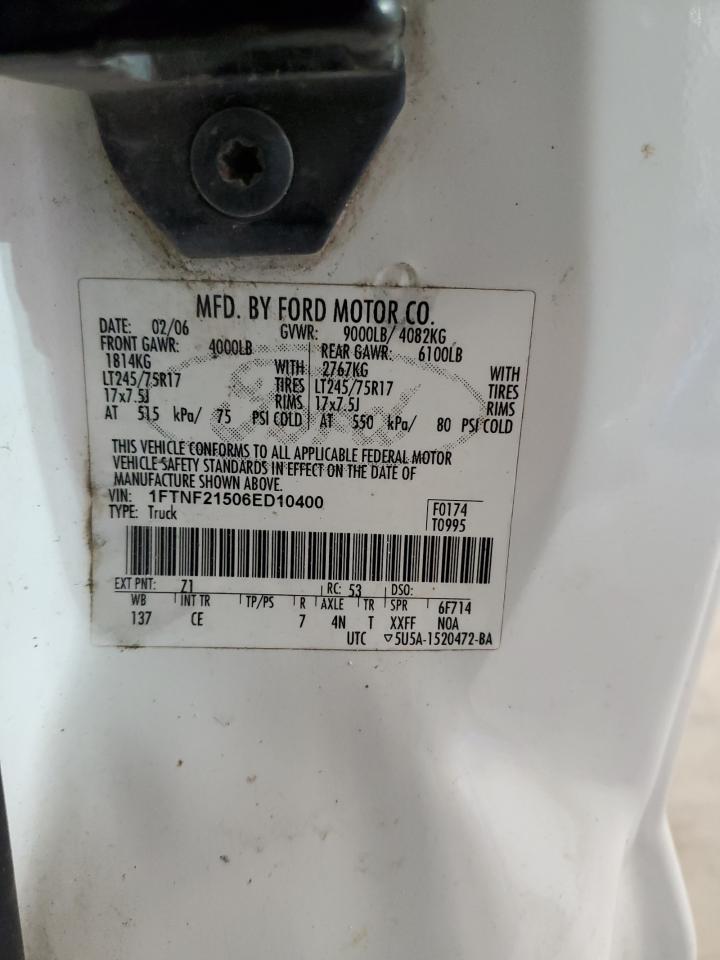 MFD. BY FORD MOTOR CO.
DATE: 02/06 GVWR: 9000LB/ 4082KG
FRONT GAWR: 4000LB REAR GAWR: 6100LB
1814KG WITH 2767KG WITH
LT245/75R17 TIRES LT245/75R17 TIRES
17x7.5J RIMS 17x7.5J RIMS
AT 515 kPa/ 75 PSI COLD AT 550 kPa/ 80 PSI COLD
THIS VEHICLE CONFORMS TO ALL APPLICABLE FEDERAL MOTOR
VEHICLE SAFETY STANDARDS IN EFFECT ON THE DATE OF
MANUFACTURE SHOWN ABOVE.
VIN: 1FTNF21506ED10400 F0174
TYPE: Truck T0995
EXT PNT: Z1 RC: 53 DSO:
WB INT TR TP/PS R AXLE TR SPR 6F714
137 CE 7 4N T XXFF NOA
UTC ▽5U5A-1520472-BA